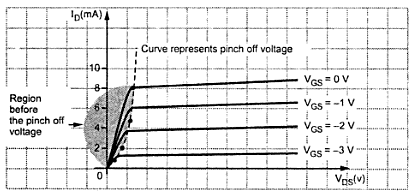 I_D(mA)
Curve represents pinch off voltage
10
V_GS = 0 V
8
Region
before
the pinch off
voltage
6
V_GS = −1 V
4
V_GS = −2 V
2
V_GS = −3 V
0
V_DS(v)